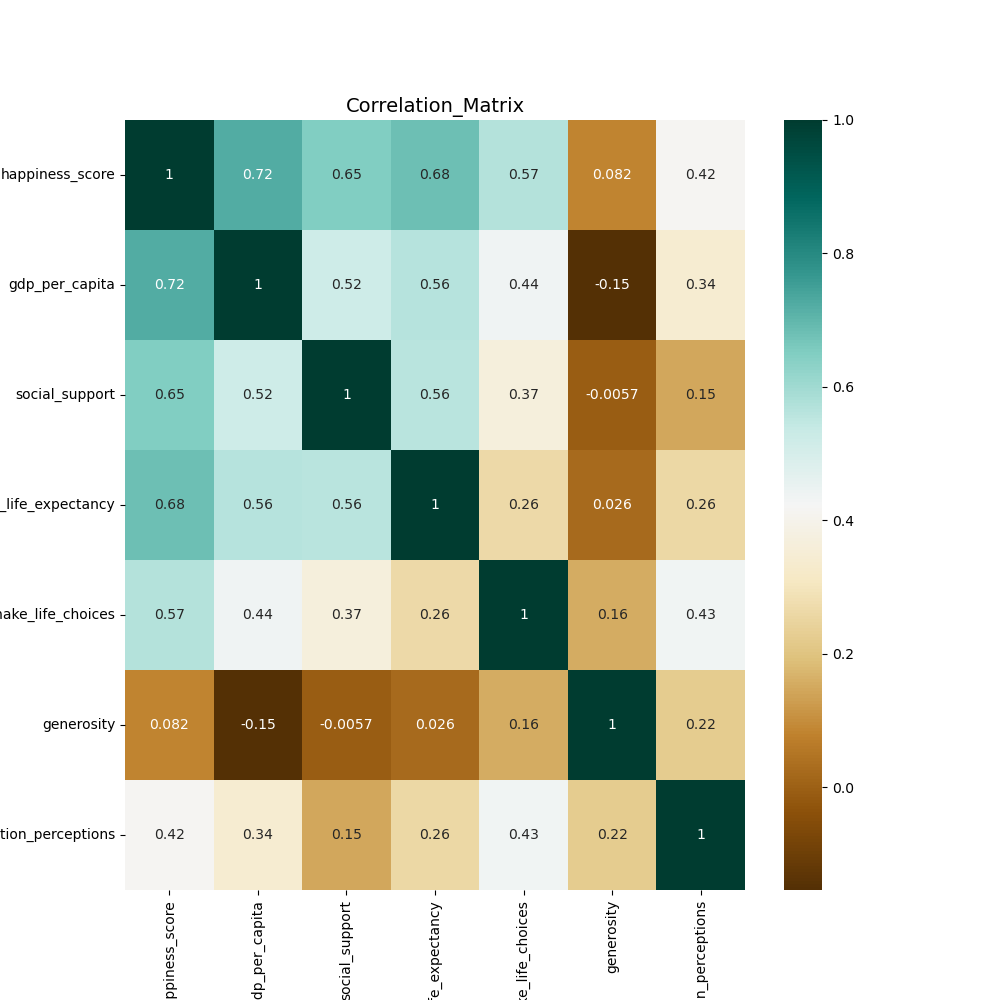 Correlation_Matrix
happiness_score 1 0.72 0.65 0.68 0.57 0.082 0.42
gdp_per_capita 0.72 1 0.52 0.56 0.44 -0.15 0.34
social_support 0.65 0.52 1 0.56 0.37 -0.0057 0.15
_life_expectancy 0.68 0.56 0.56 1 0.26 0.026 0.26
make_life_choices 0.57 0.44 0.37 0.26 1 0.16 0.43
generosity 0.082 -0.15 -0.0057 0.026 0.16 1 0.22
tion_perceptions 0.42 0.34 0.15 0.26 0.43 0.22 1
ppiness_score
dp_per_capita
social_support
fe_expectancy
ke_life_choices
generosity
n_perceptions
1.0
0.8
0.6
0.4
0.2
0.0